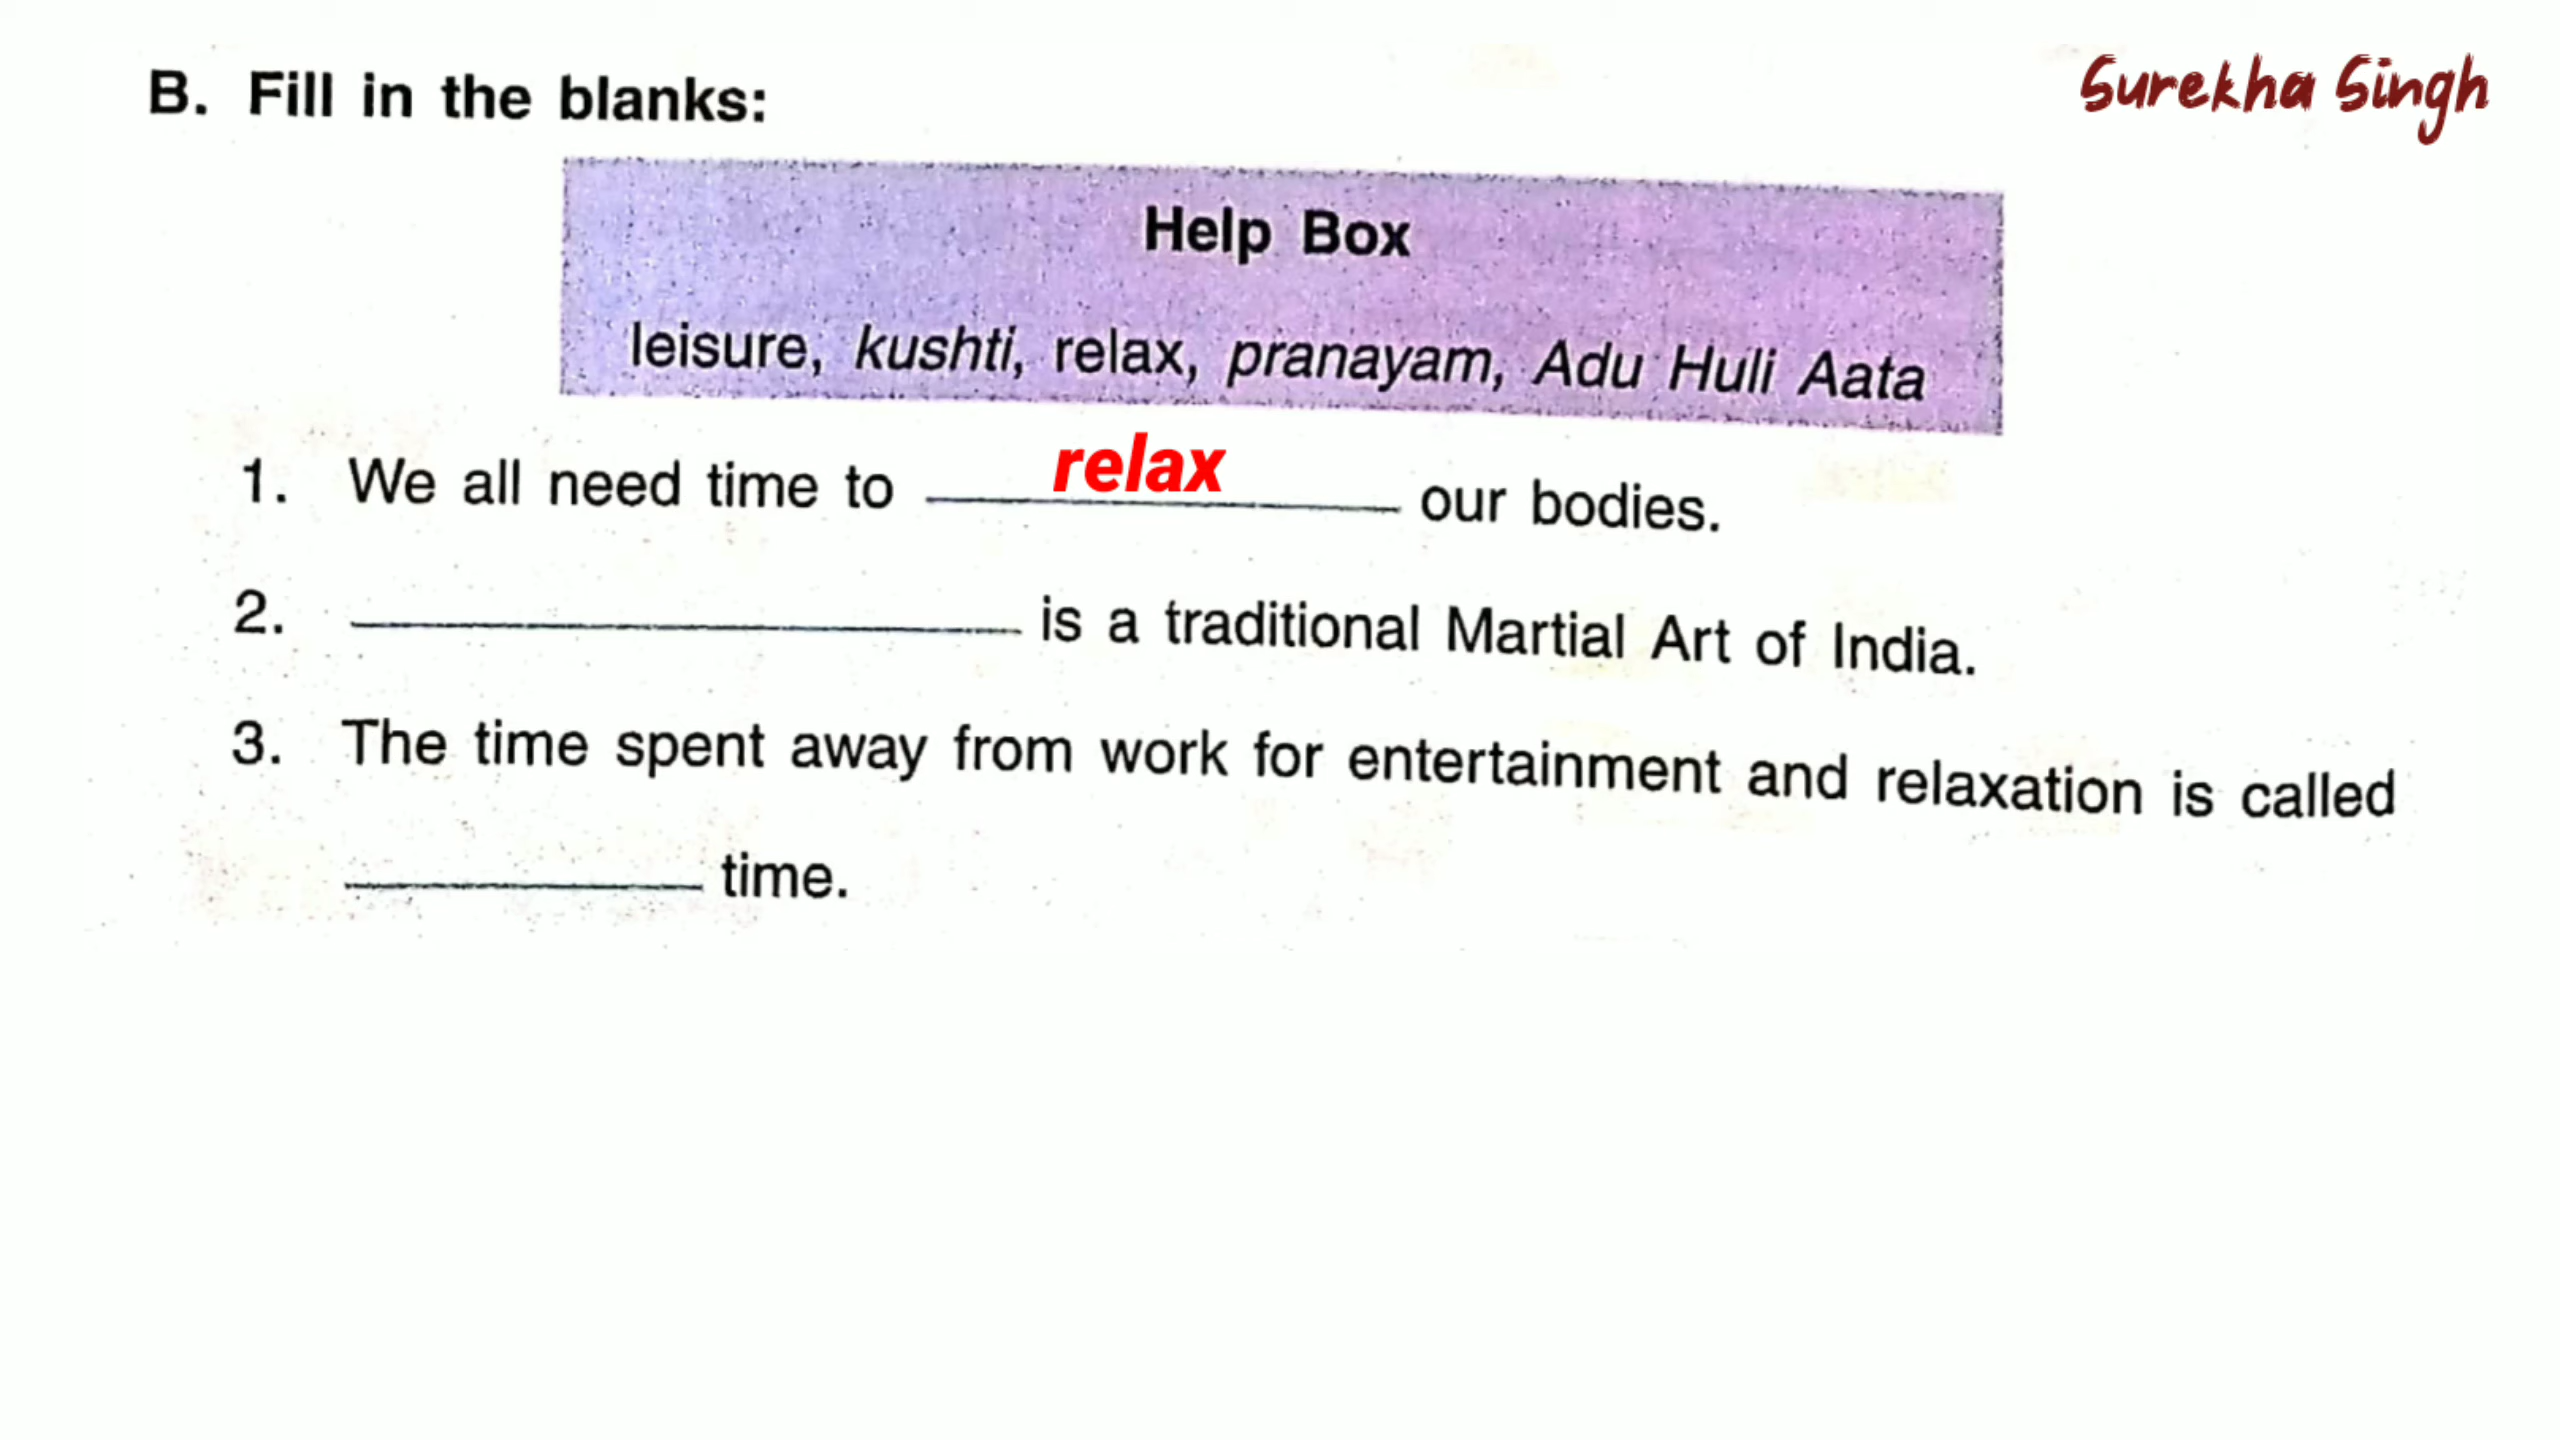 Surekha Singh
B. Fill in the blanks:
Help Box
leisure, kushti, relax, pranayam, Adu Huli Aata
1. We all need time to relax our bodies.
2. ____________ is a traditional Martial Art of India.
3. The time spent away from work for entertainment and relaxation is called
____________ time.